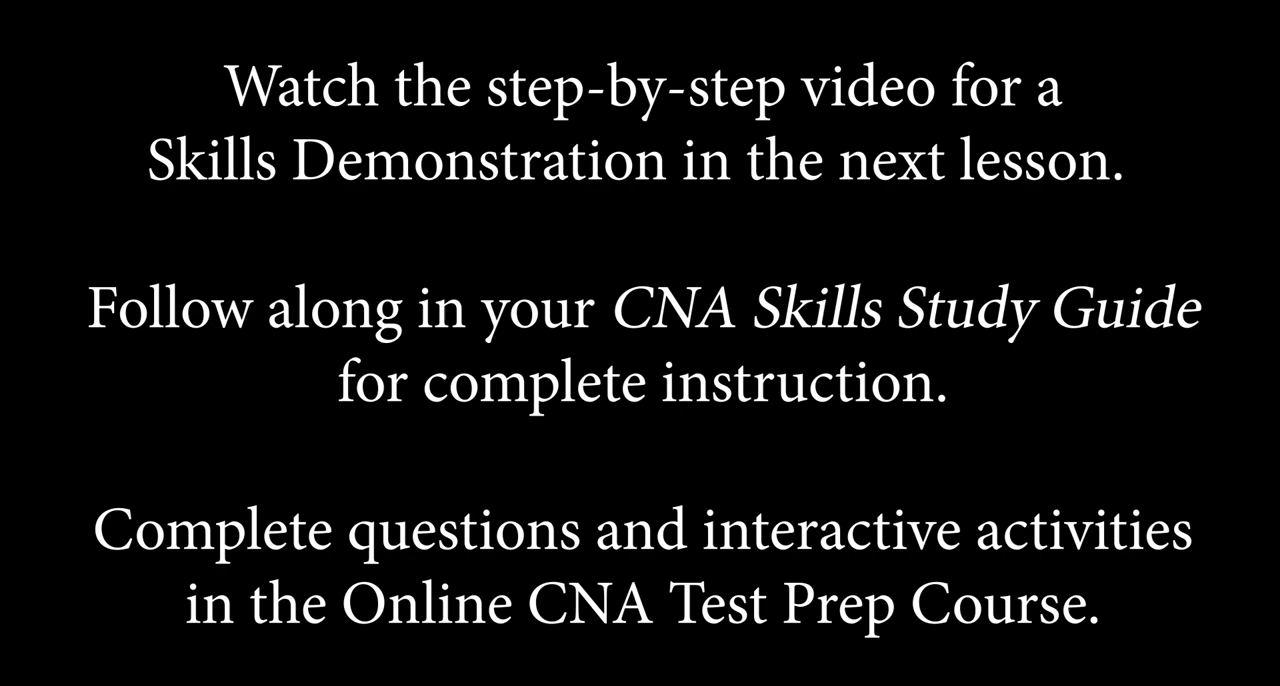 Watch the step-by-step video for a
Skills Demonstration in the next lesson.
Follow along in your CNA Skills Study Guide
for complete instruction.
Complete questions and interactive activities
in the Online CNA Test Prep Course.